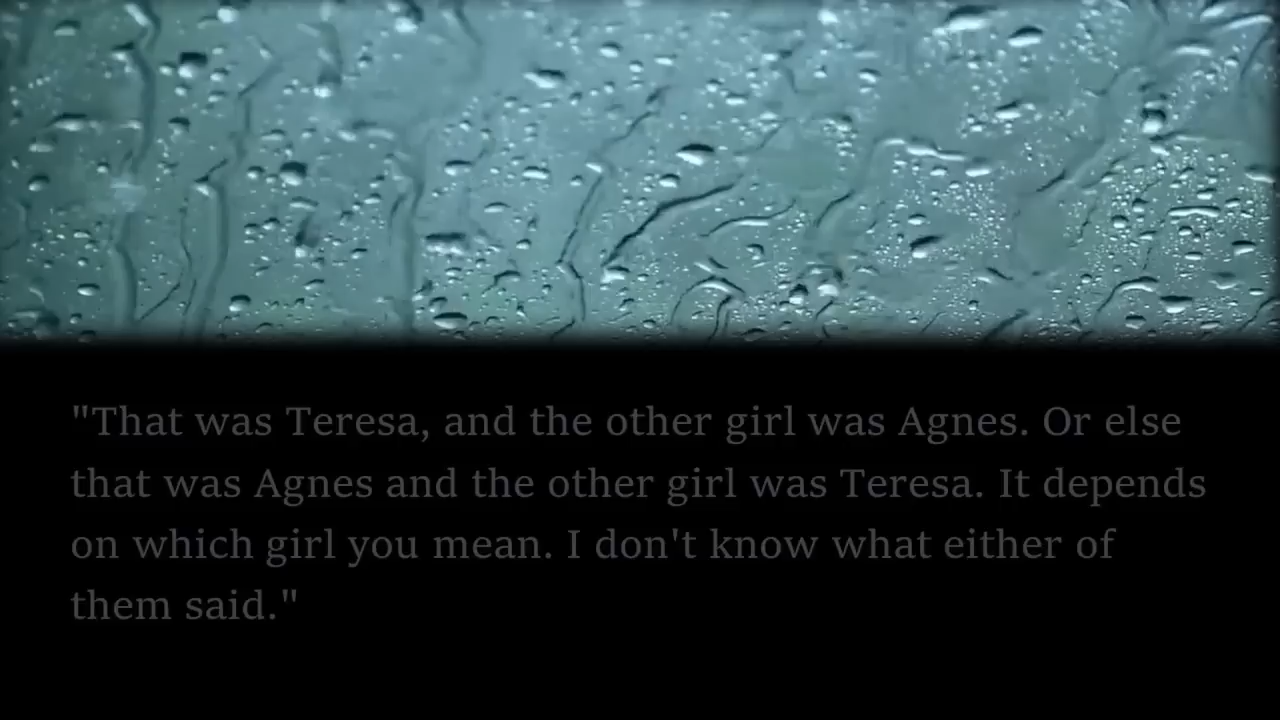 "That was Teresa, and the other girl was Agnes. Or else
that was Agnes and the other girl was Teresa. It depends
on which girl you mean. I don't know what either of
them said."